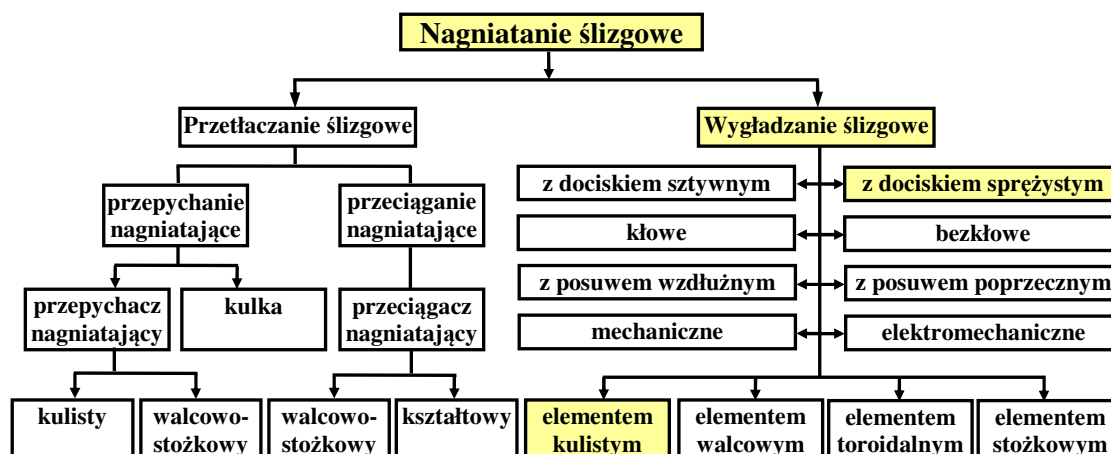 Nagniatanie ślizgowe
Przetłaczanie ślizgowe
Wygładzanie ślizgowe
przepychanie
nagniatające
przeciąganie
nagniatające
z dociskiem sztywnym
z dociskiem sprężystym
kłowe
bezkłowe
z posuwem wzdłużnym
z posuwem poprzecznym
mechaniczne
elektromechaniczne
przepychacz
nagniatający
kulka
przeciągacz
nagniatający
kulisty
walcowo-
stożkowy
walcowo-
stożkowy
kształtowy
elementem
kulistym
elementem
walcowym
elementem
toroidalnym
elementem
stożkowym